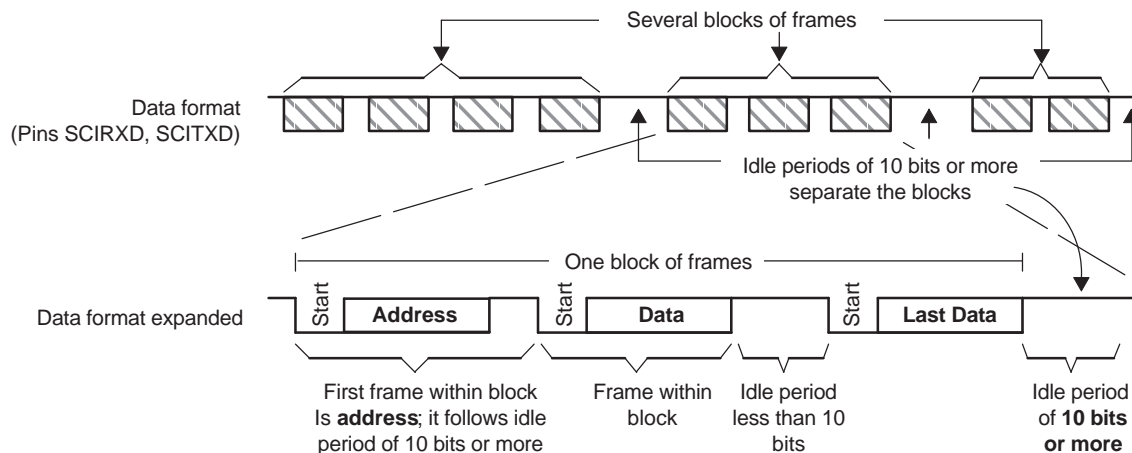 Several blocks of frames
Data format
(Pins SCIRXD, SCITXD)
Idle periods of 10 bits or more
separate the blocks
One block of frames
Data format expanded
Start
Address
Start
Data
Start
Last Data
First frame within block
Is address; it follows idle
period of 10 bits or more
Frame within
block
Idle period
less than 10
bits
Idle period
of 10 bits
or more